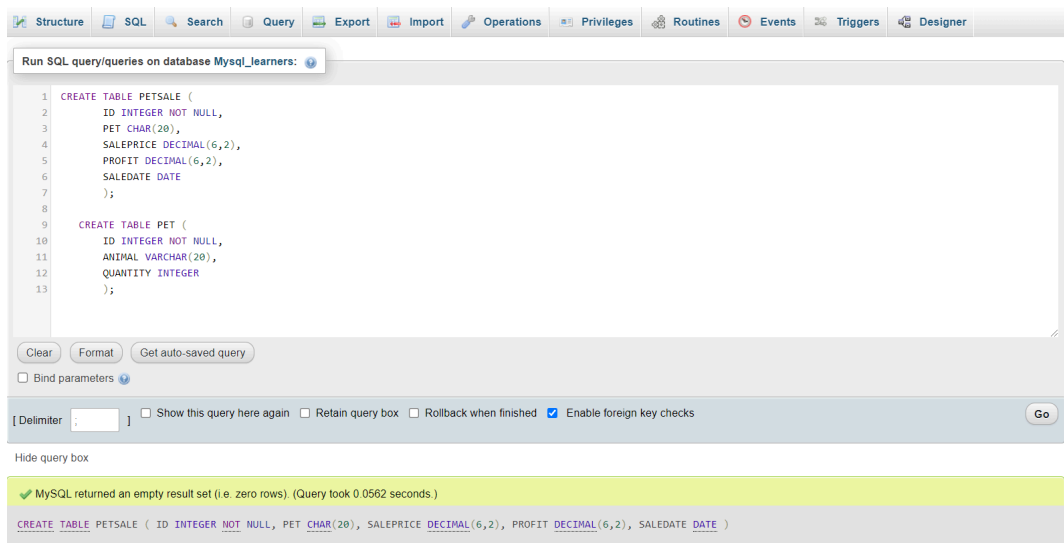 Structure SQL Search Query Export Import Operations Privileges Routines Events Triggers Designer
Run SQL query/queries on database Mysql_learners:
1 CREATE TABLE PETSALE (
2 ID INTEGER NOT NULL,
3 PET CHAR(20),
4 SALEPRICE DECIMAL(6,2),
5 PROFIT DECIMAL(6,2),
6 SALEDATE DATE
7 );
8
9 CREATE TABLE PET (
10 ID INTEGER NOT NULL,
11 ANIMAL VARCHAR(20),
12 QUANTITY INTEGER
13 );
Clear Format Get auto-saved query
Bind parameters
[ Delimiter ; ] Show this query here again Retain query box Rollback when finished Enable foreign key checks Go
Hide query box
MySQL returned an empty result set (i.e. zero rows). (Query took 0.0562 seconds.)
CREATE TABLE PETSALE ( ID INTEGER NOT NULL, PET CHAR(20), SALEPRICE DECIMAL(6,2), PROFIT DECIMAL(6,2), SALEDATE DATE )